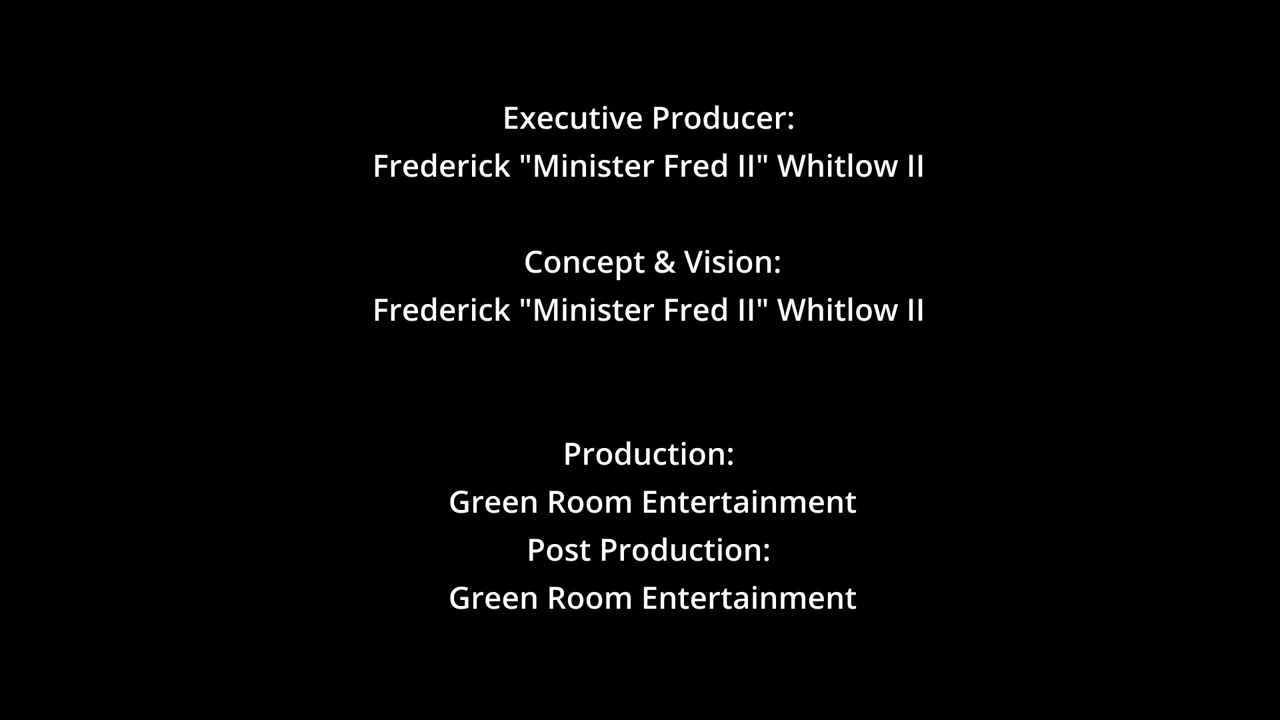 Executive Producer:
Frederick "Minister Fred II" Whitlow II
Concept & Vision:
Frederick "Minister Fred II" Whitlow II
Production:
Green Room Entertainment
Post Production:
Green Room Entertainment